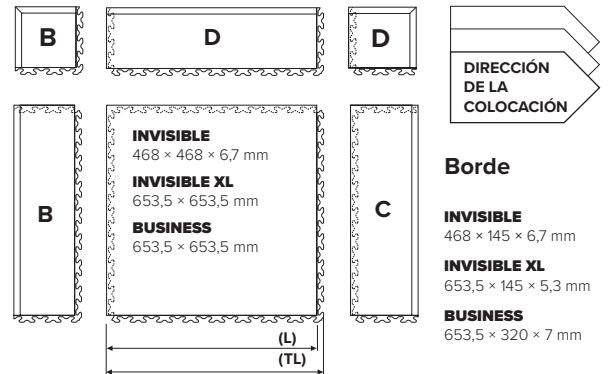 B
D
D
DIRECCIÓN
DE LA
COLOCACIÓN
B
INVISIBLE
468 × 468 × 6,7 mm
INVISIBLE XL
653,5 × 653,5 mm
BUSINESS
653,5 × 653,5 mm
C
(L)
(TL)
Borde
INVISIBLE
468 × 145 × 6,7 mm
INVISIBLE XL
653,5 × 145 × 5,3 mm
BUSINESS
653,5 × 320 × 7 mm